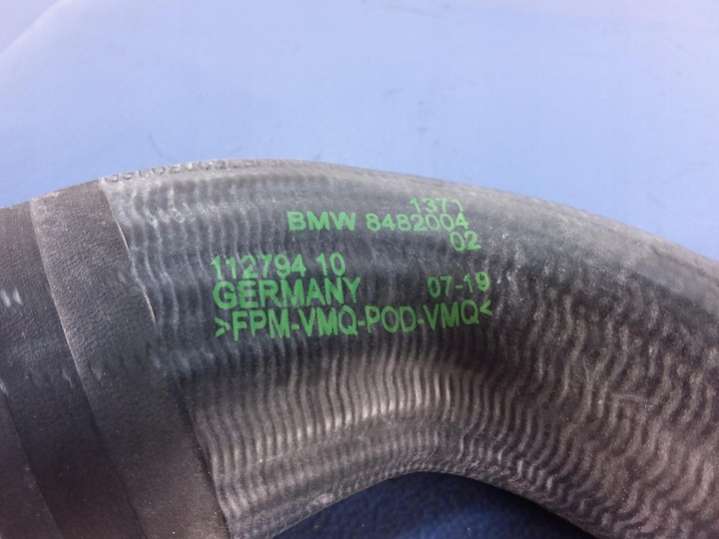 1371
BMW 8482004
02
112794 10
GERMANY 07-19
>FPM-VMQ-POD-VMQ<